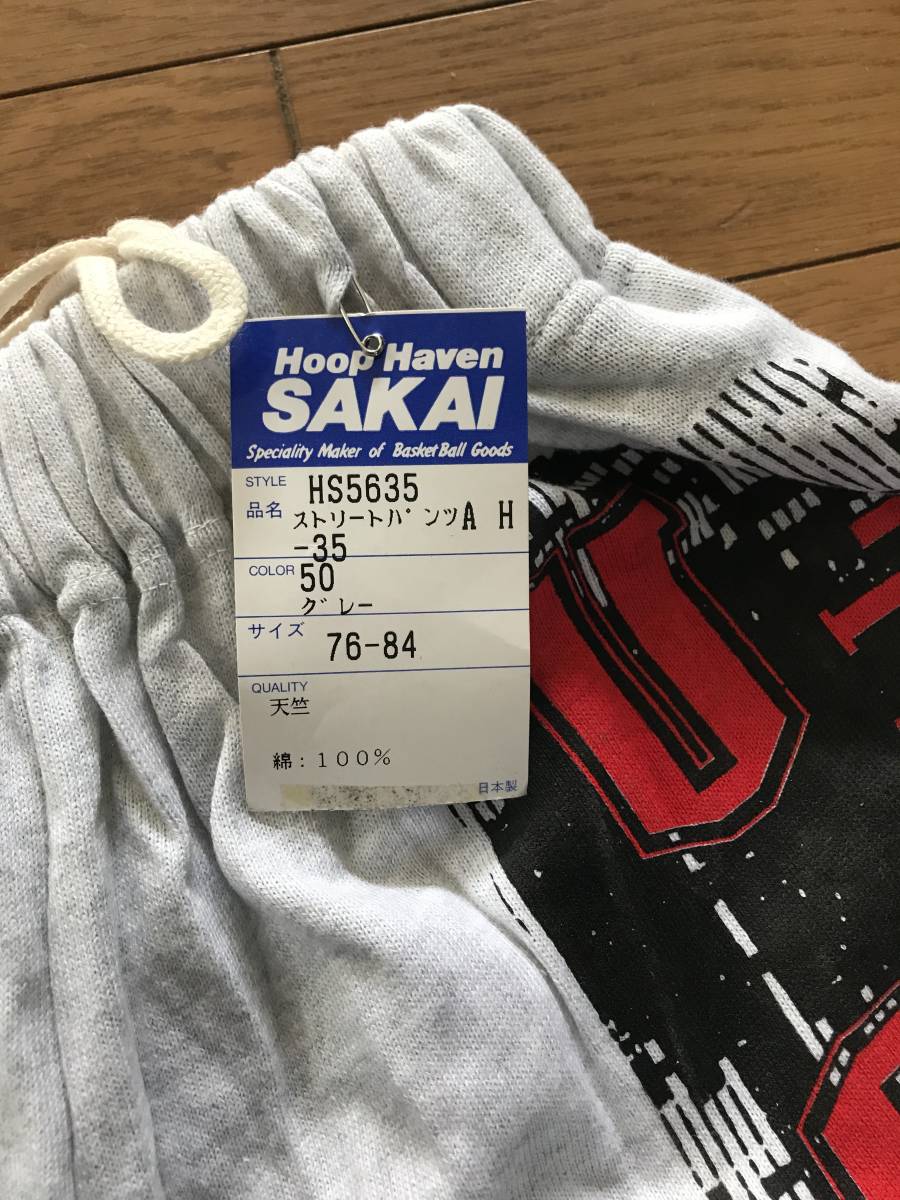 Hoop Haven
SAKAI
Speciality Maker of BasketBall Goods
STYLE HS5635
品名 ストリートパンツA H
-35
COLOR 50
グレー
サイズ 76-84
QUALITY
天竺
綿:100%
日本製